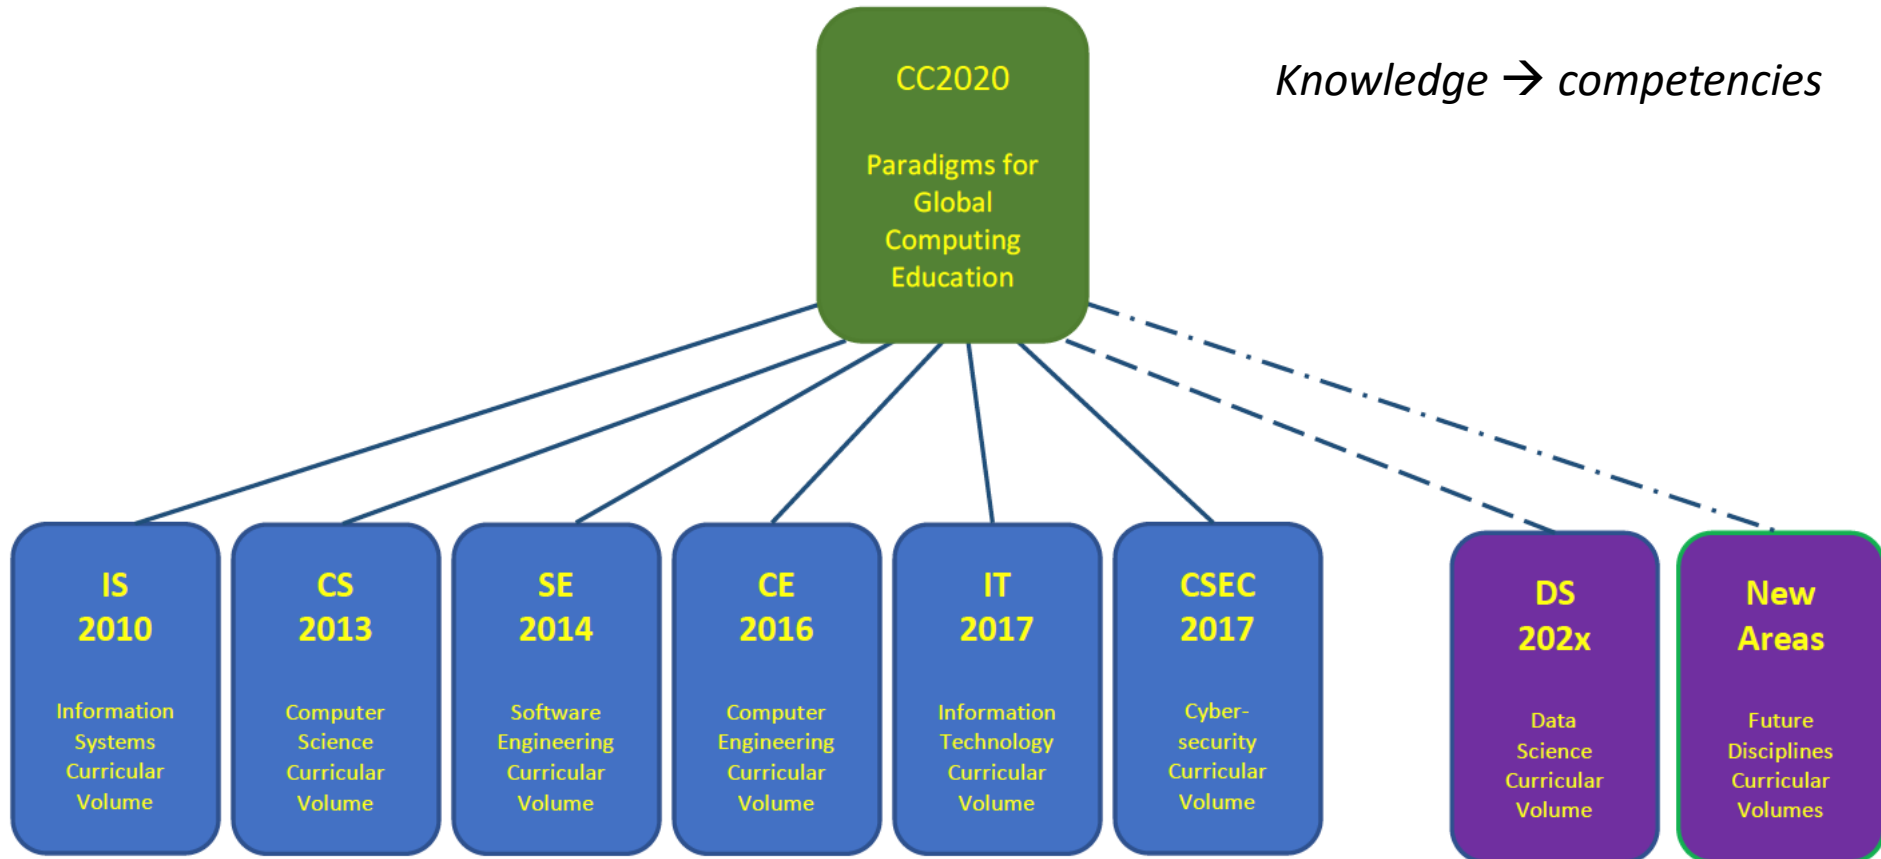 CC2020
Paradigms for
Global
Computing
Education
Knowledge → competencies
IS
2010
Information
Systems
Curricular
Volume
CS
2013
Computer
Science
Curricular
Volume
SE
2014
Software
Engineering
Curricular
Volume
CE
2016
Computer
Engineering
Curricular
Volume
IT
2017
Information
Technology
Curricular
Volume
CSEC
2017
Cyber-
security
Curricular
Volume
DS
202x
Data
Science
Curricular
Volume
New
Areas
Future
Disciplines
Curricular
Volumes